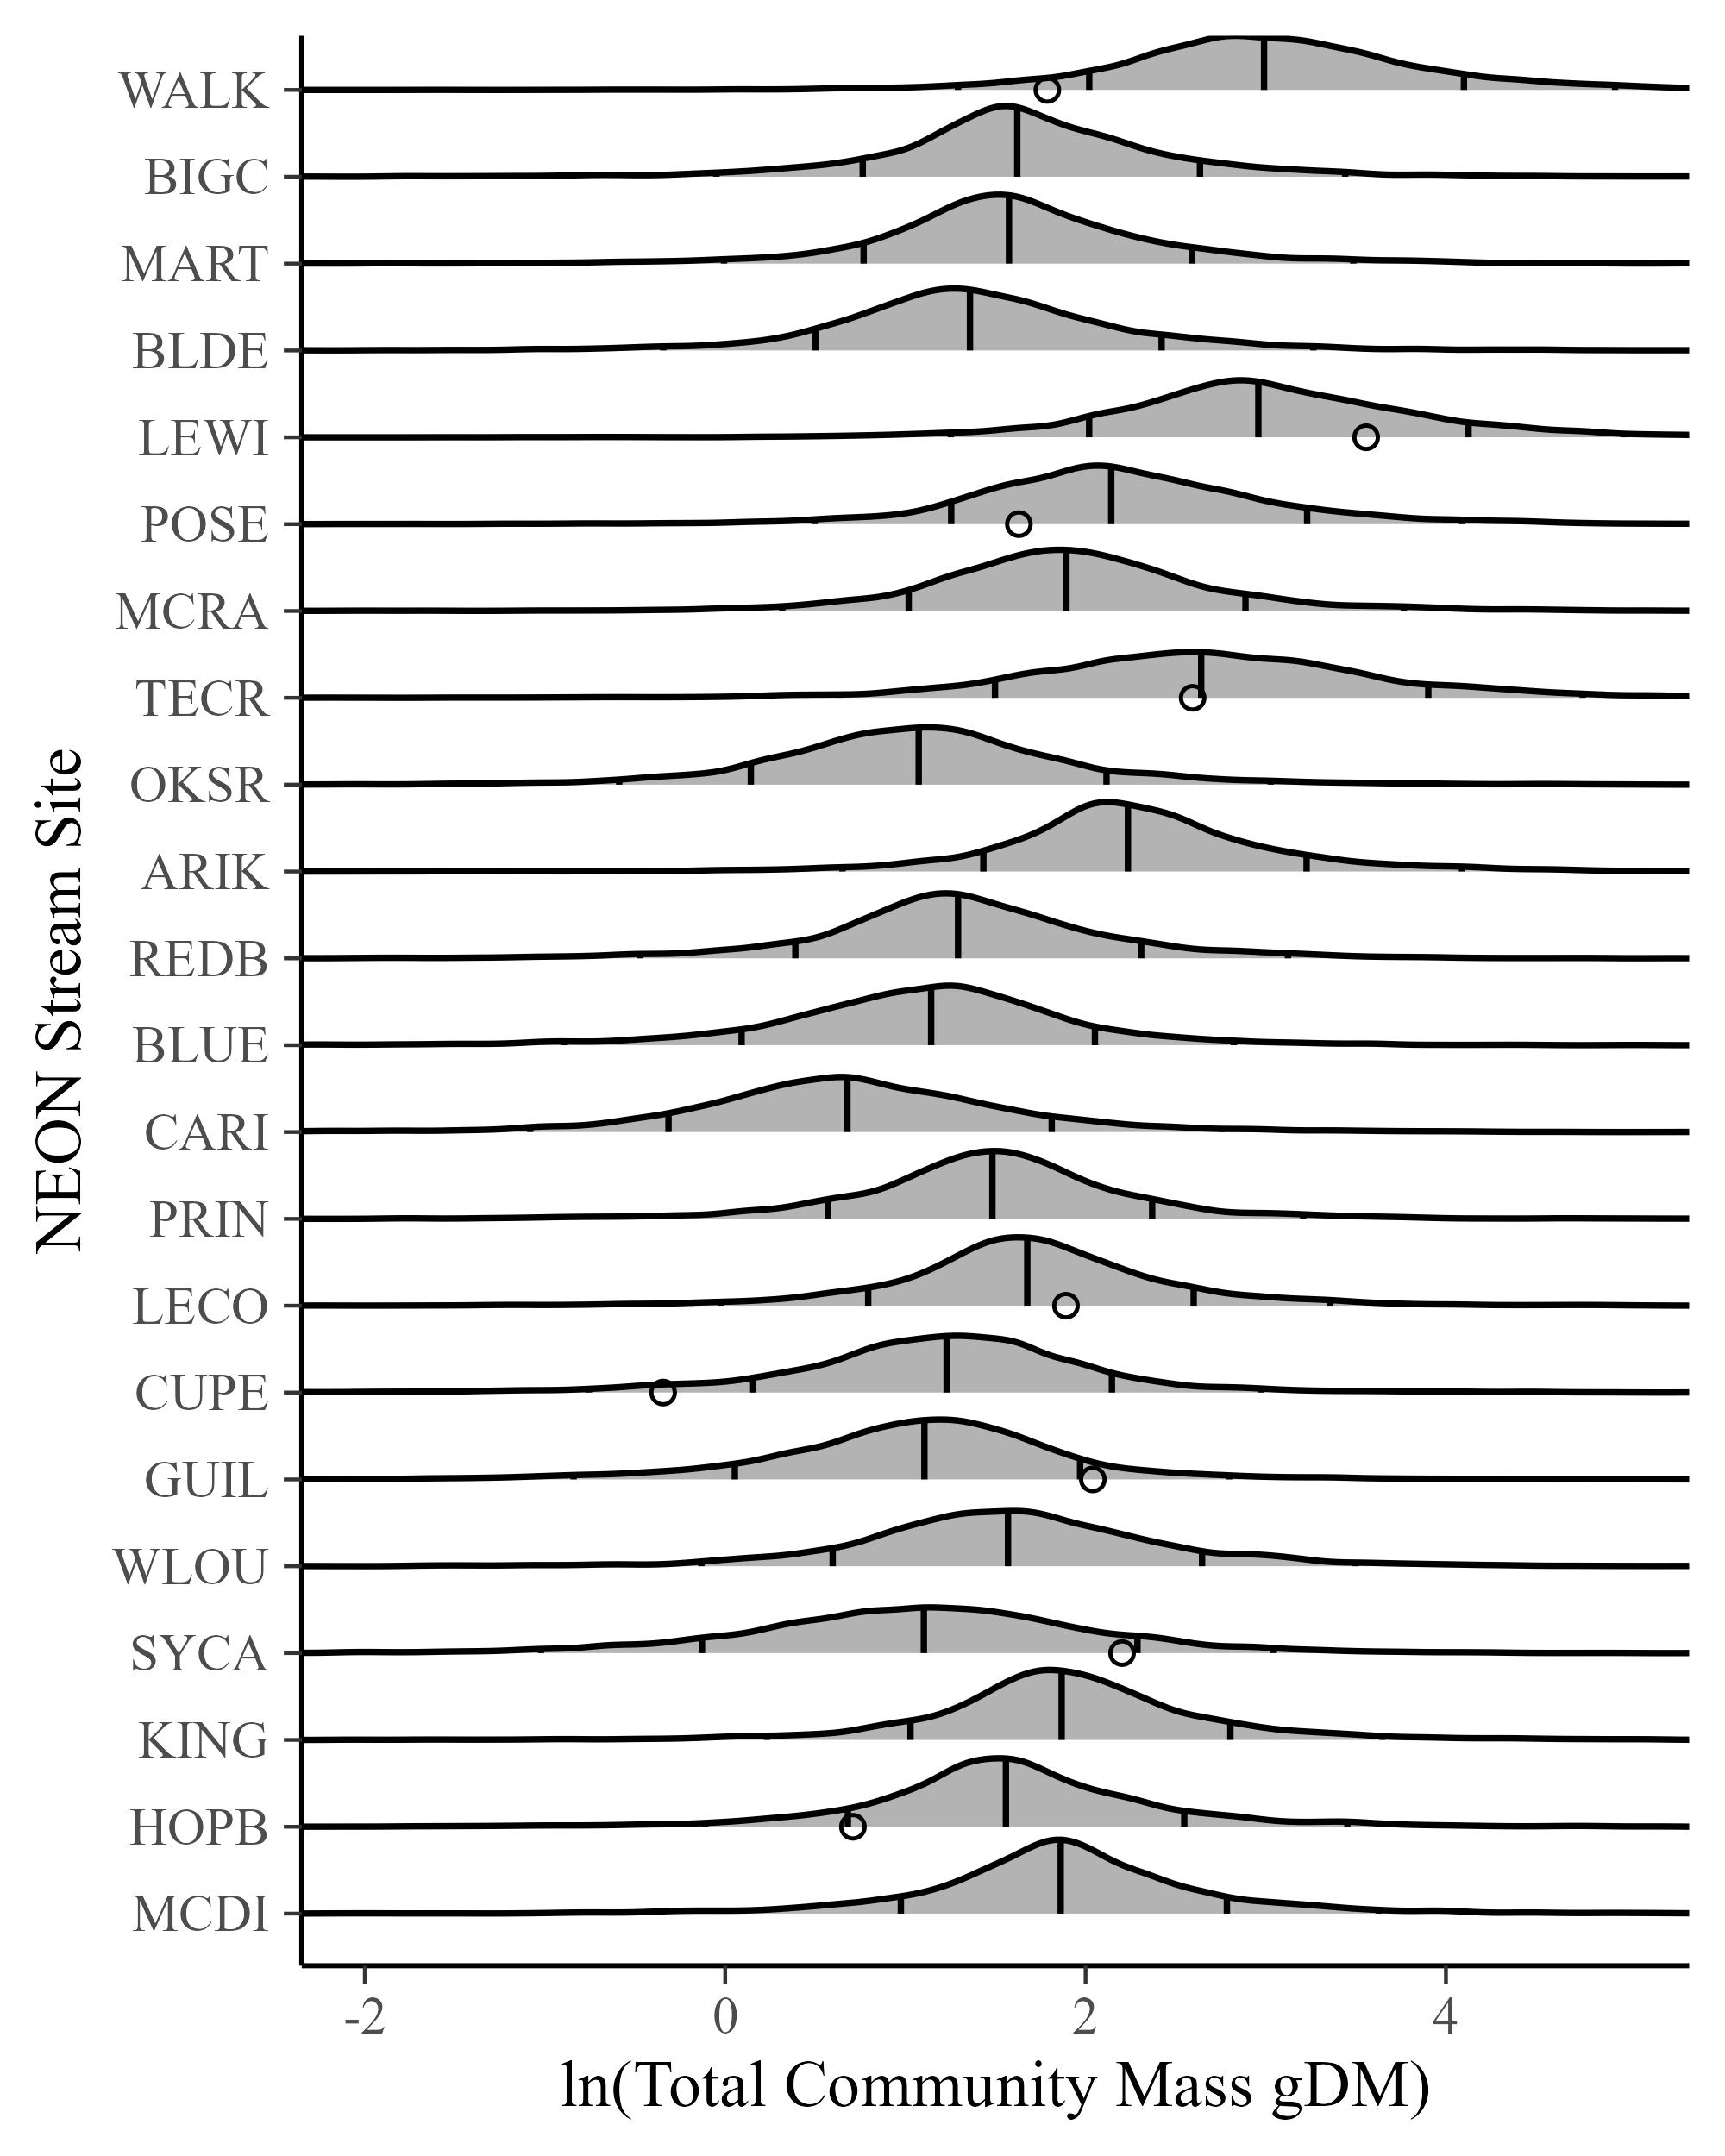 WALK
BIGC
MART
BLDE
LEWI
POSE
MCRA
TECR
OKSR
ARIK
REDB
BLUE
CARI
PRIN
LECO
CUPE
GUIL
WLOU
SYCA
KING
HOPB
MCDI
NEON Stream Site
-2 0 2 4
ln(Total Community Mass gDM)